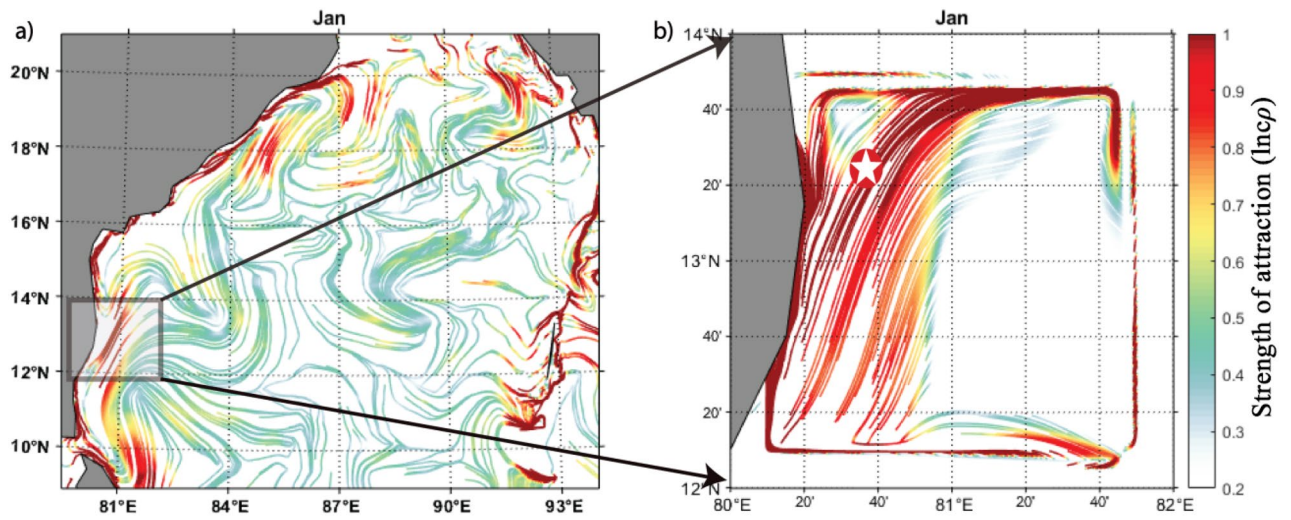 a)
Jan
20°N
18°N
16°N
14°N
12°N
10°N
81°E
84°E
87°E
90°E
93°E
b)
Jan
14°N
40'
20'
13°N
40'
20'
12°N
80°E
20'
40'
81°E
20'
40'
82°E
1
0.9
0.8
0.7
0.6
0.5
0.4
0.3
0.2
Strength of attraction (lncρ)